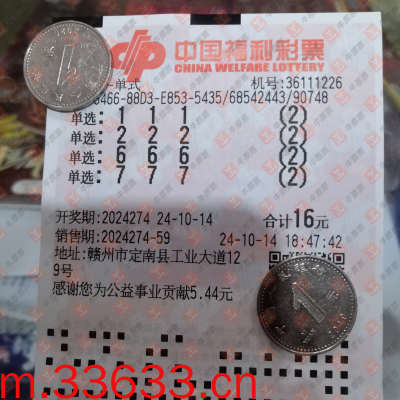 中国福利彩票
CHINA WELFARE LOTTERY
-单式 机号:36111226
466-88D3-E853-5435/68542443/90748
单选: 1 1 1 (2)
单选: 2 2 2 (2)
单选: 6 6 6 (2)
单选: 7 7 7 (2)
开奖期:2024274 24-10-14 合计16元
销售期:2024274-59 24-10-14 18:47:42
地址:赣州市定南县工业大道12
9号
感谢您为公益事业贡献5.44元
m.33633.cn